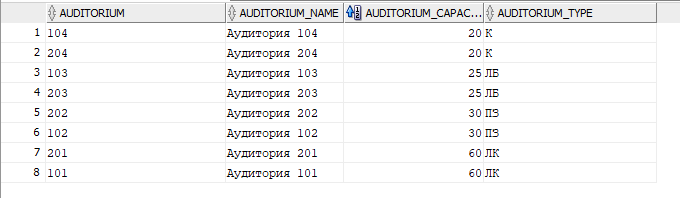 AUDITORIUM AUDITORIUM_NAME AUDITORIUM_CAPAC... AUDITORIUM_TYPE
1 104 Аудитория 104 20 К
2 204 Аудитория 204 20 К
3 103 Аудитория 103 25 ЛБ
4 203 Аудитория 203 25 ЛБ
5 202 Аудитория 202 30 ПЗ
6 102 Аудитория 102 30 ПЗ
7 201 Аудитория 201 60 ЛК
8 101 Аудитория 101 60 ЛК